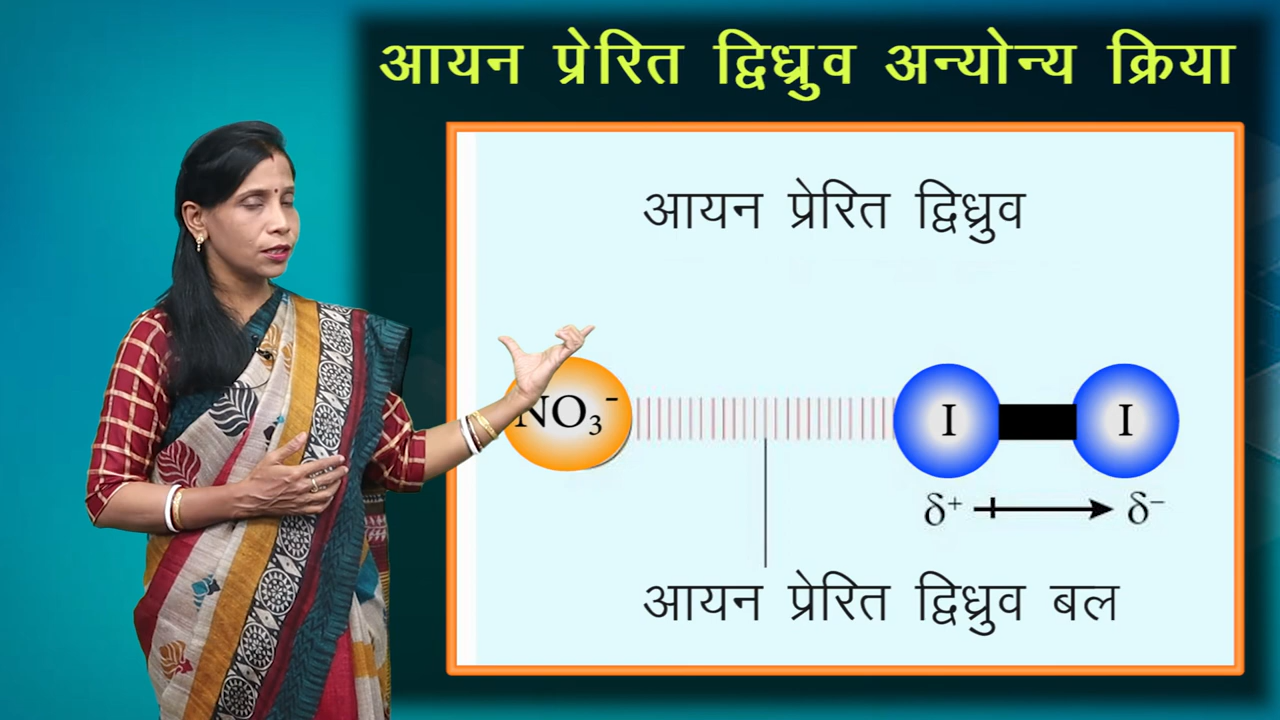 आयन प्रेरित द्विध्रुव अन्योन्य क्रिया
आयन प्रेरित द्विध्रुव
NO₃⁻ I I
δ⁺ δ⁻
आयन प्रेरित द्विध्रुव बल